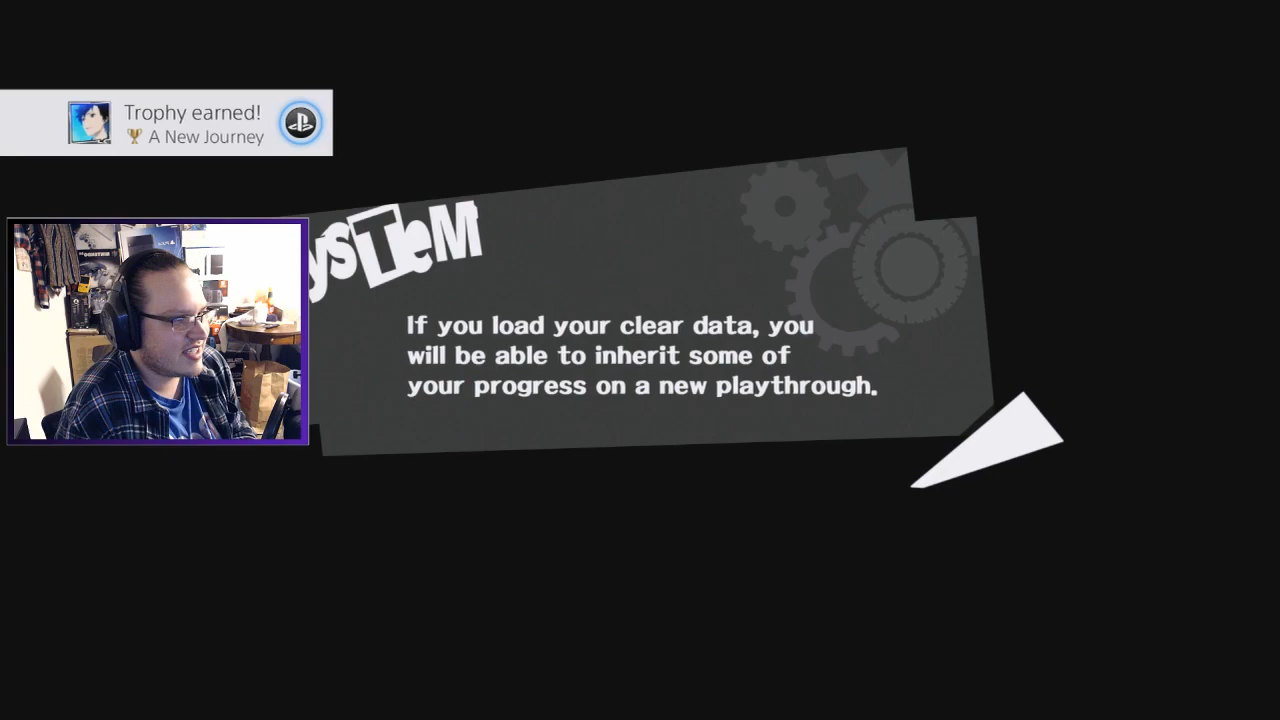 Trophy earned!
A New Journey
ysTeM
If you load your clear data, you
will be able to inherit some of
your progress on a new playthrough.